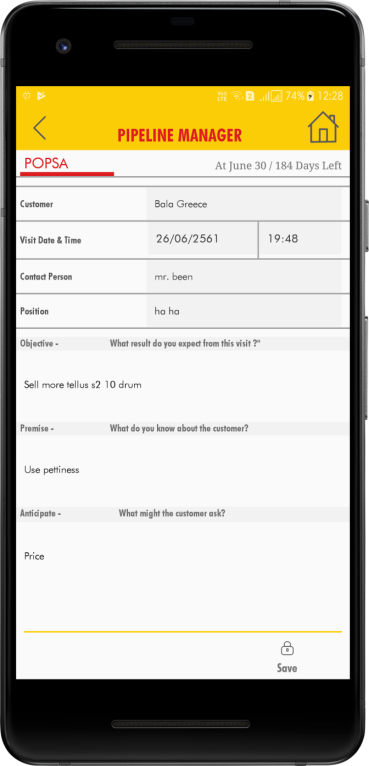 74% 12:28
PIPELINE MANAGER
POPSA At June 30 / 184 Days Left
Customer Bala Greece
Visit Date & Time 26/06/2561 19:48
Contact Person mr. been
Position ha ha
Objective - What result do you expect from this visit ?"
Sell more tellus s2 10 drum
Premise - What do you know about the customer?
Use pettiness
Anticipate - What might the customer ask?
Price
Save